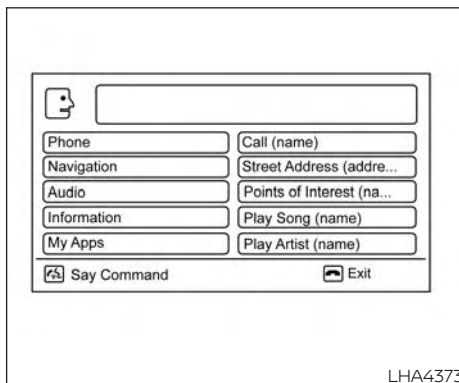 Phone
Call (name)
Navigation
Street Address (addre...
Audio
Points of Interest (na...
Information
Play Song (name)
My Apps
Play Artist (name)
Say Command
Exit
LHA4373